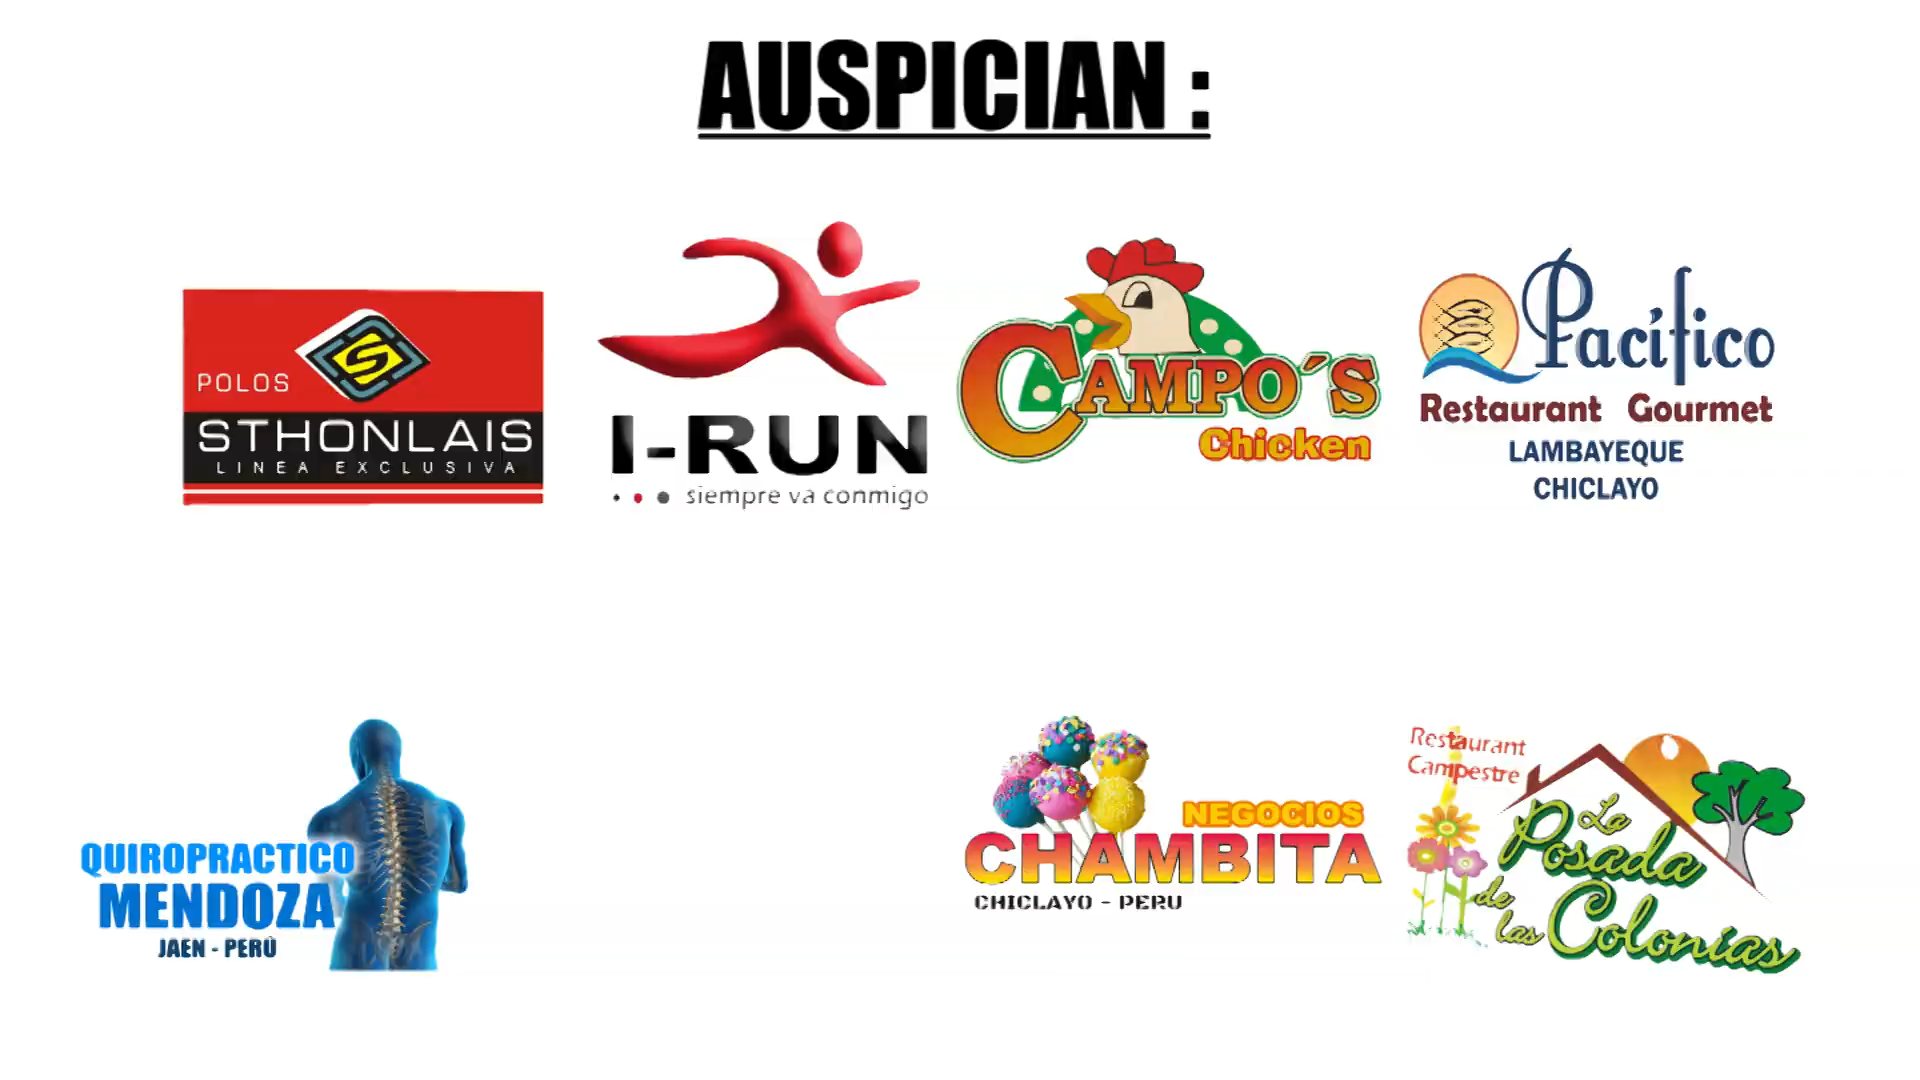 AUSPICIAN :
POLOS
STHONLAIS
LINEA EXCLUSIVA
I-RUN
siempre va conmigo
CAMPO´S
Chicken
Pacífico
Restaurant Gourmet
LAMBAYEQUE
CHICLAYO
QUIROPRACTICO
MENDOZA
JAEN - PERÚ
NEGOCIOS
CHAMBITA
CHICLAYO - PERU
Restaurant
Campestre
La
Posada
de
las Colonias